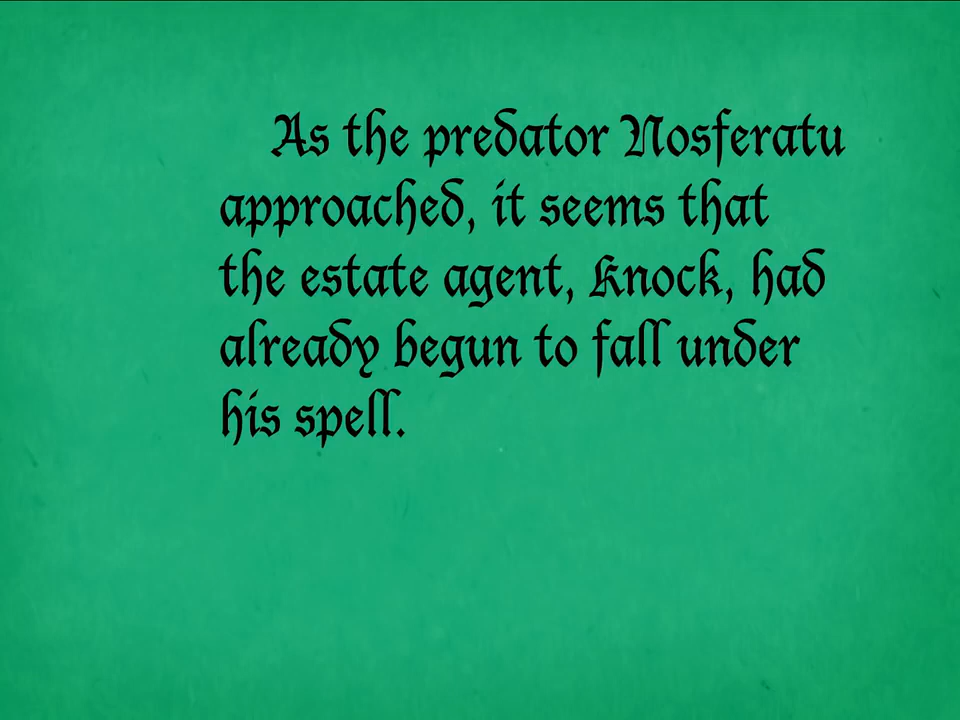 As the predator Nosferatu
approached, it seems that
the estate agent, Knock, had
already begun to fall under
his spell.